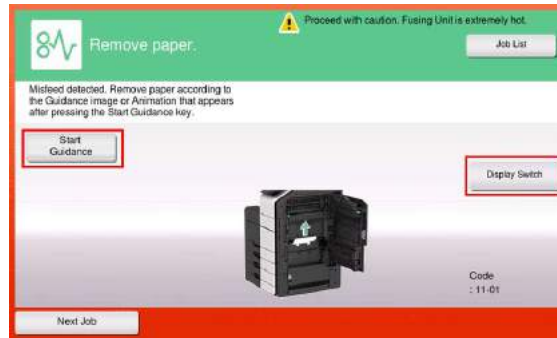 Proceed with caution. Fusing Unit is extremely hot.
Remove paper.
Job List
Misfeed detected. Remove paper according to
the Guidance image or Animation that appears
after pressing the Start Guidance key.
Start
Guidance
Display Switch
Code
: 11-01
Next Job